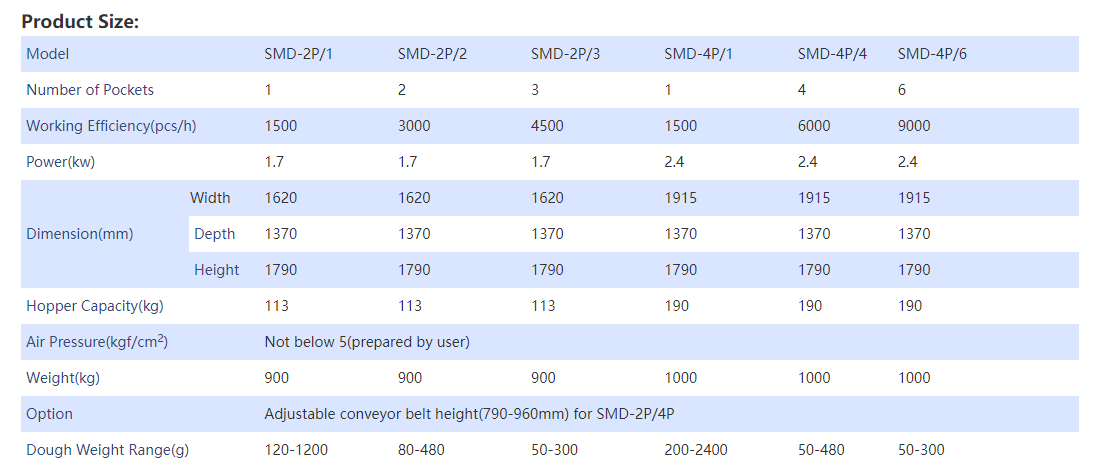 Product Size:
Model SMD-2P/1 SMD-2P/2 SMD-2P/3 SMD-4P/1 SMD-4P/4 SMD-4P/6
Number of Pockets 1 2 3 1 4 6
Working Efficiency(pcs/h) 1500 3000 4500 1500 6000 9000
Power(kw) 1.7 1.7 1.7 2.4 2.4 2.4
Width 1620 1620 1620 1915 1915 1915
Dimension(mm) Depth 1370 1370 1370 1370 1370 1370
Height 1790 1790 1790 1790 1790 1790
Hopper Capacity(kg) 113 113 113 190 190 190
Air Pressure(kgf/cm²) Not below 5(prepared by user)
Weight(kg) 900 900 900 1000 1000 1000
Option Adjustable conveyor belt height(790-960mm) for SMD-2P/4P
Dough Weight Range(g) 120-1200 80-480 50-300 200-2400 50-480 50-300